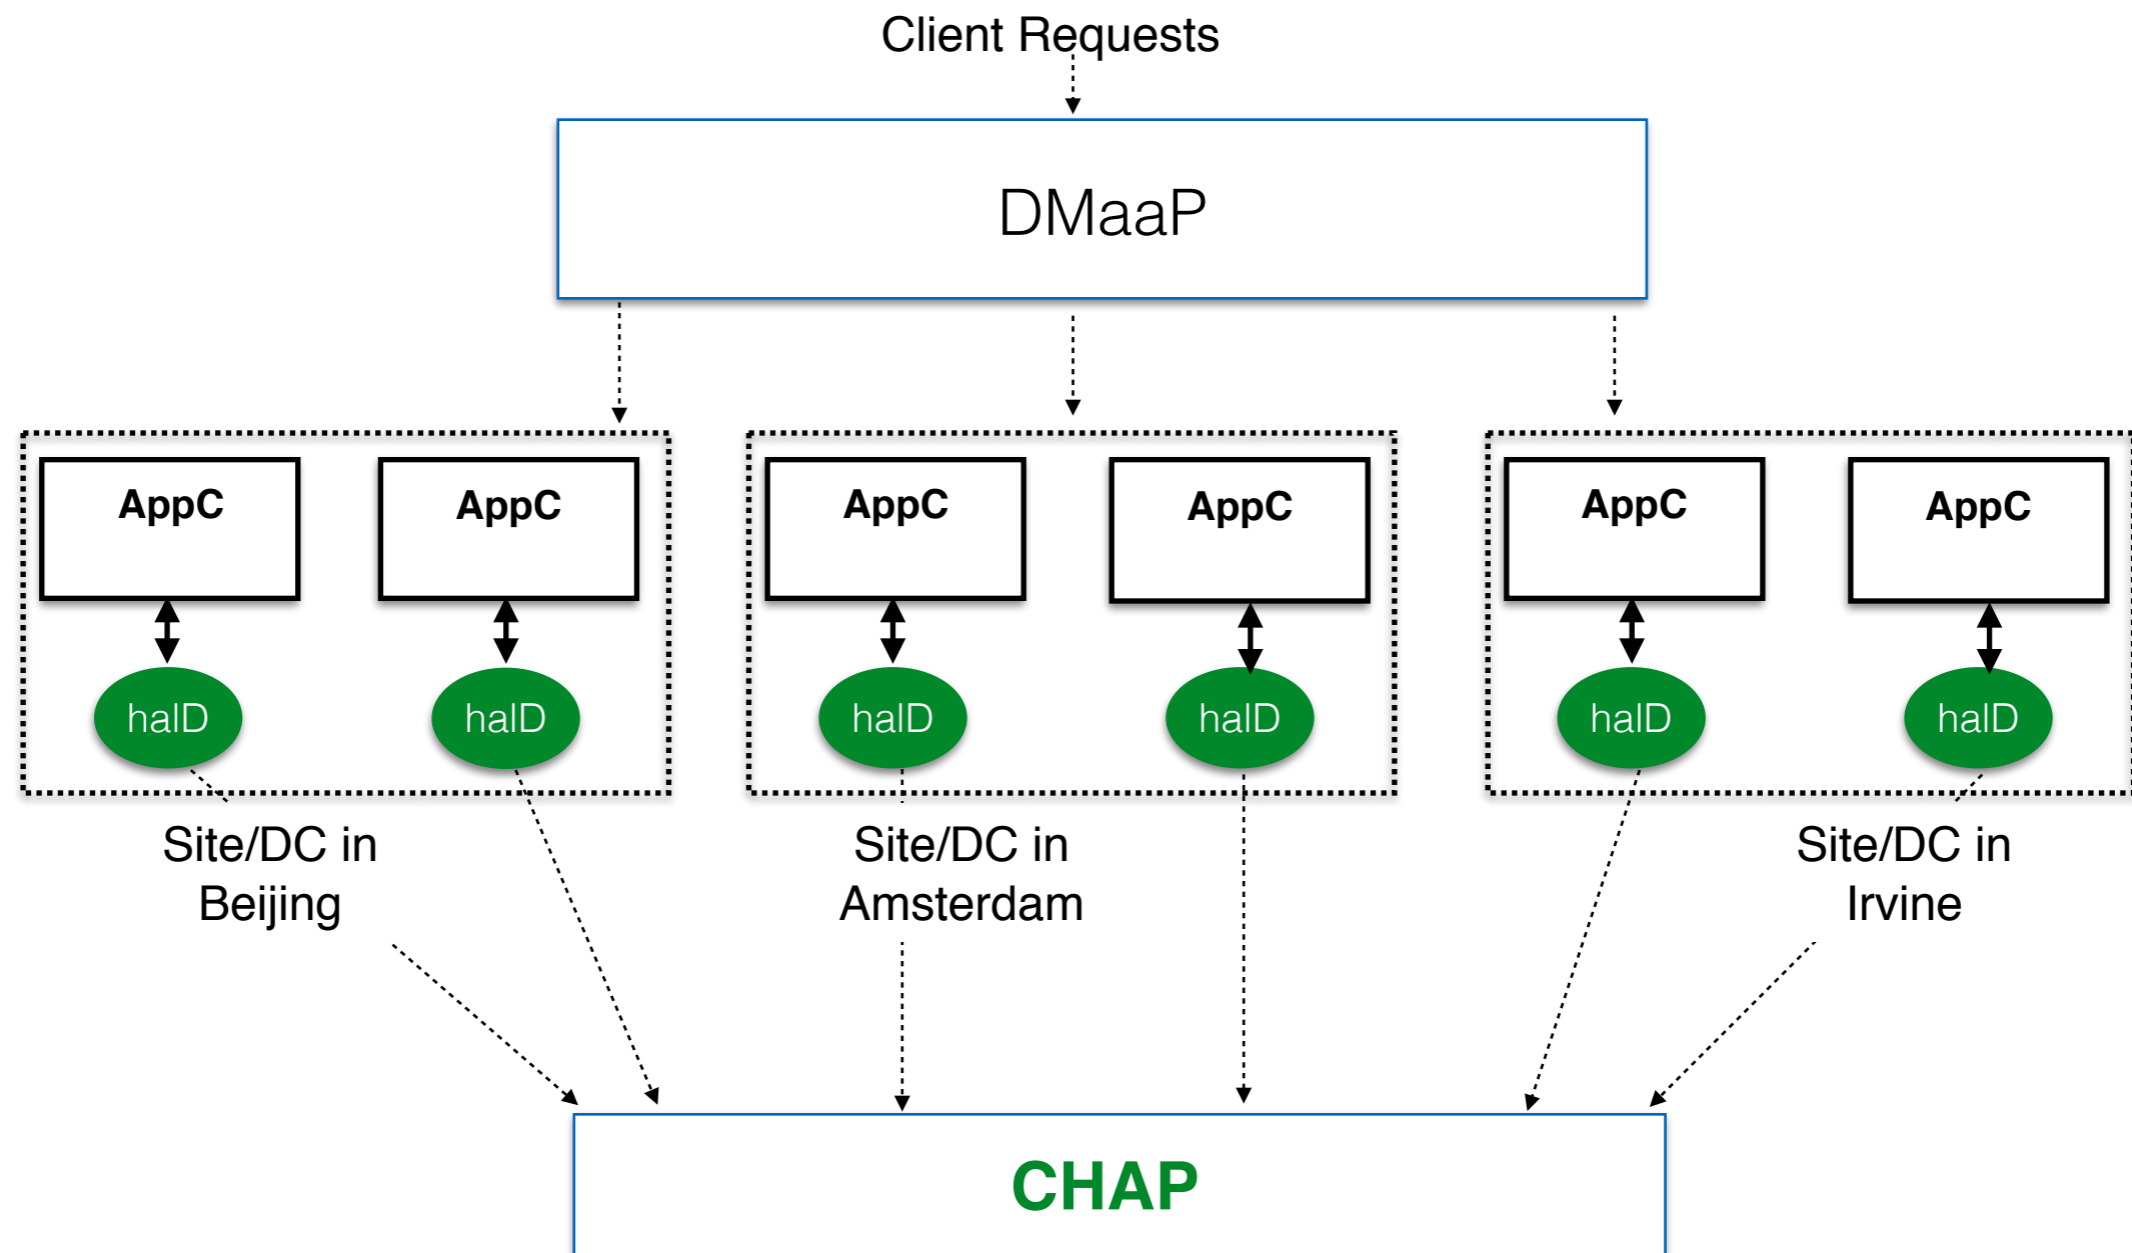 Client Requests
DMaaP
AppC
AppC
AppC
AppC
AppC
AppC
halD
halD
halD
halD
halD
halD
Site/DC in
Beijing
Site/DC in
Amsterdam
Site/DC in
Irvine
CHAP